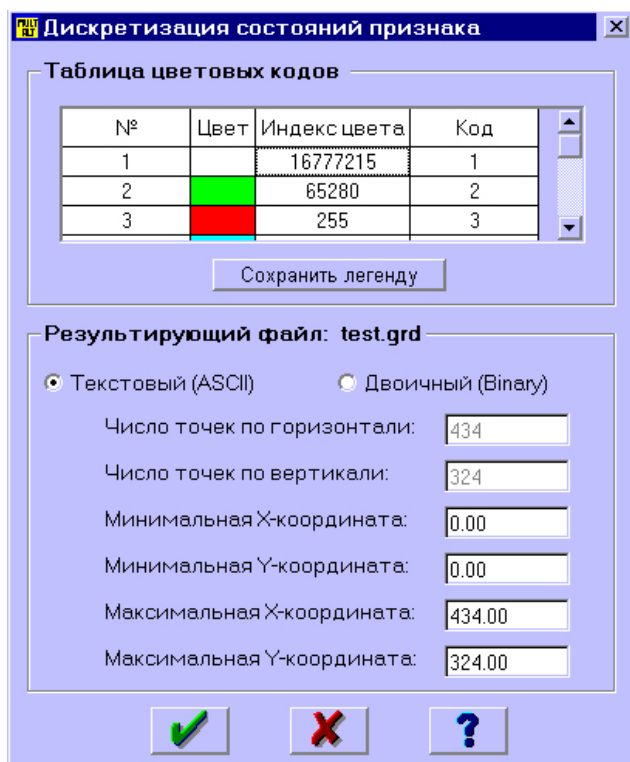 MULT ALT Дискретизация состояний признака
Таблица цветовых кодов
№ Цвет Индекс цвета Код
1 16777215 1
2 65280 2
3 255 3
Сохранить легенду
Результирующий файл: test.grd
Текстовый (ASCII) Двоичный (Binary)
Число точек по горизонтали: 434
Число точек по вертикали: 324
Минимальная X-координата: 0.00
Минимальная Y-координата: 0.00
Максимальная X-координата: 434.00
Максимальная Y-координата: 324.00
?